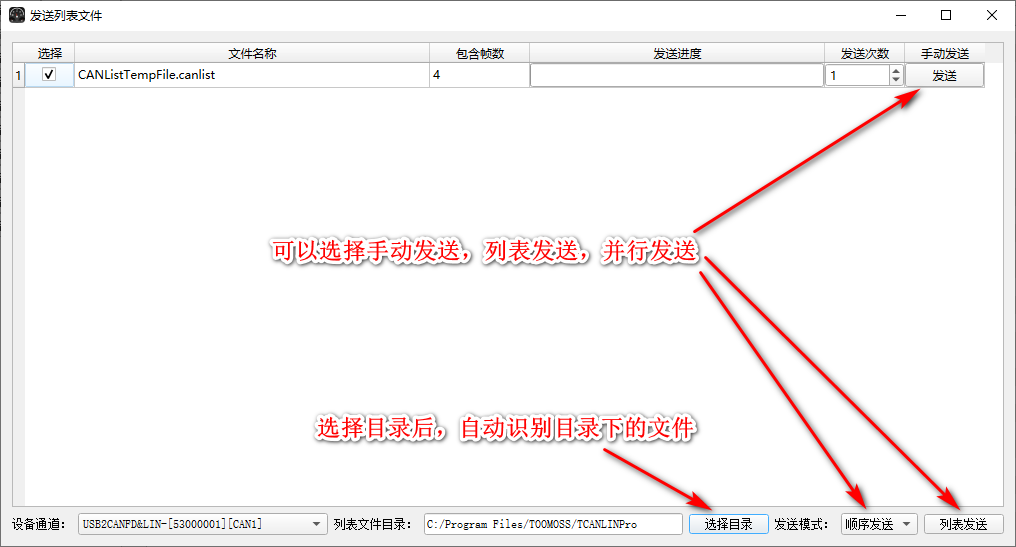 发送列表文件
选择 文件名称 包含帧数 发送进度 发送次数 手动发送
1 CANListTempFile.canlist 4 1 发送
可以选择手动发送，列表发送，并行发送
选择目录后，自动识别目录下的文件
设备通道： USB2CANFD&LIN-[53000001][CAN1] 列表文件目录： C:/Program Files/TOOMOSS/TCANLINPro 选择目录 发送模式： 顺序发送 列表发送